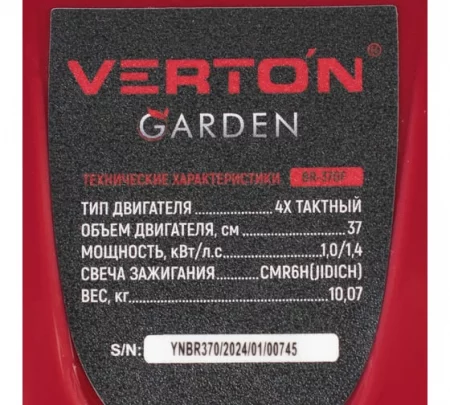 VERTON®
GARDEN
ТЕХНИЧЕСКИЕ ХАРАКТЕРИСТИКИ
ТИП ДВИГАТЕЛЯ .................. 4Х ТАКТНЫЙ
ОБЪЕМ ДВИГАТЕЛЯ, см .................. 37
МОЩНОСТЬ, кВт/л.с .................. 1,0/1,4
СВЕЧА ЗАЖИГАНИЯ .......... CMR6H(JIDICH)
ВЕС, кг .................. 10,07
S/N: YNBR370/2024/01/00745